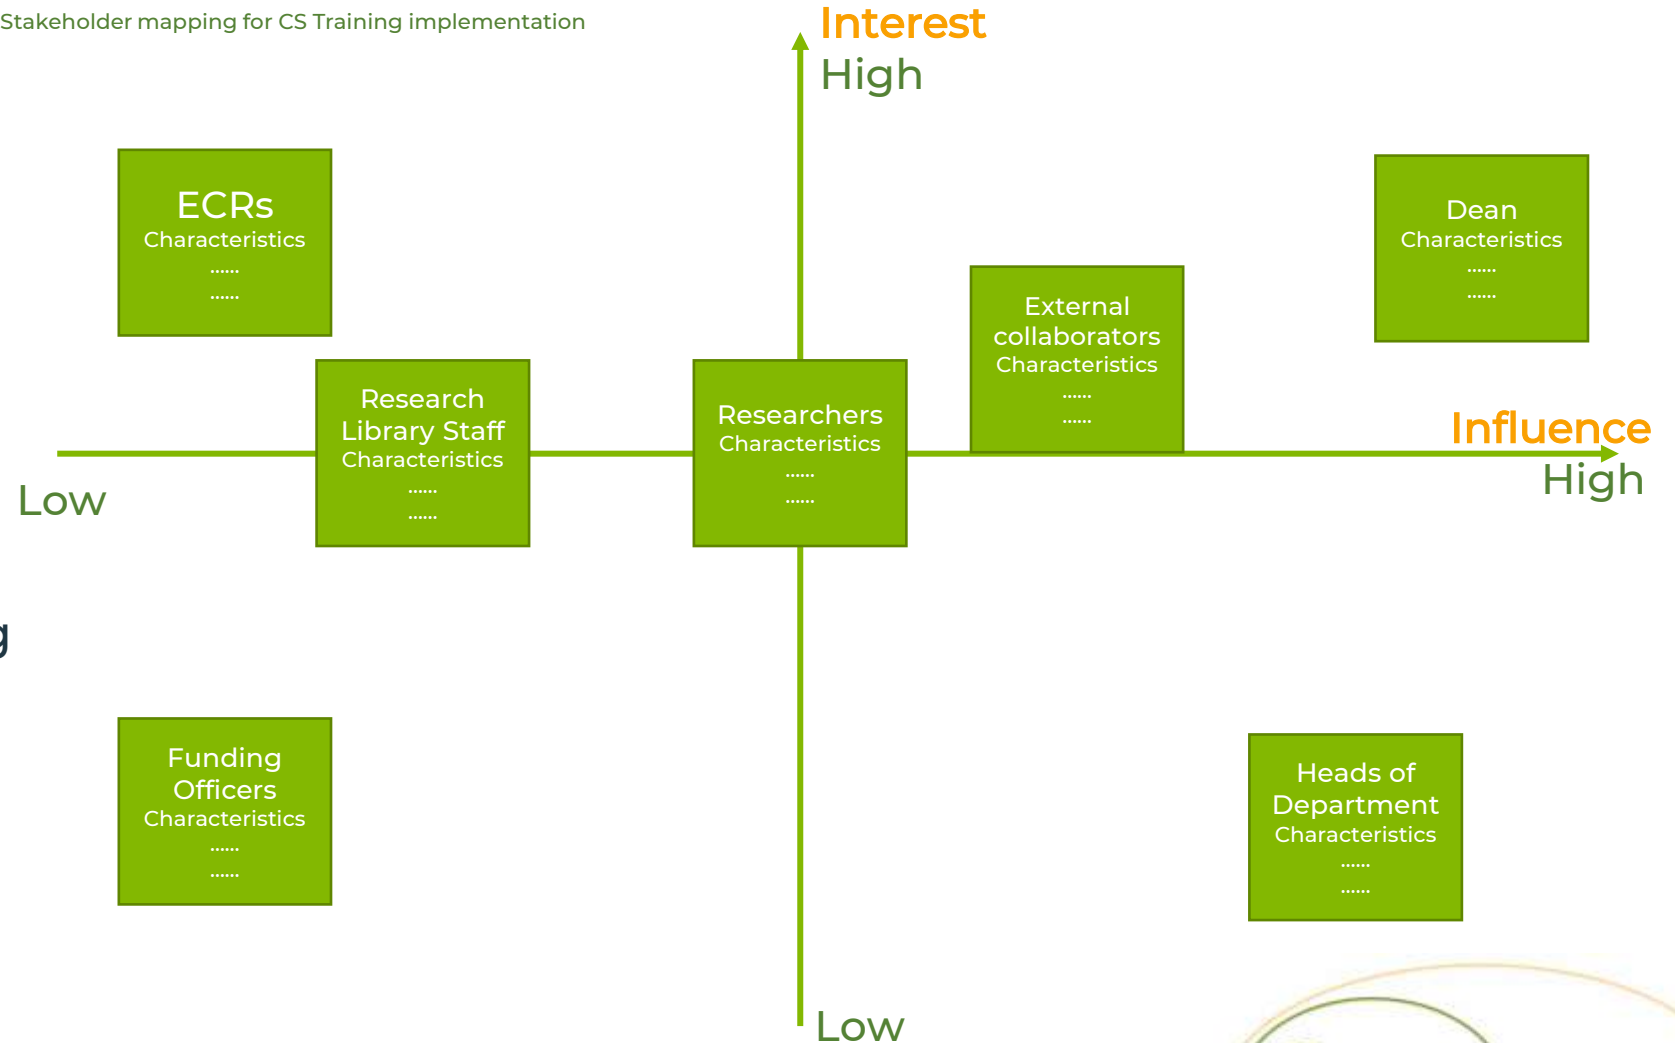 Stakeholder mapping for CS Training implementation
Interest
High
ECRs
Characteristics
......
......
Dean
Characteristics
......
......
External
collaborators
Characteristics
......
......
Research
Library Staff
Characteristics
......
......
Researchers
Characteristics
......
......
Influence
High
Low
g
Funding
Officers
Characteristics
......
......
Heads of
Department
Characteristics
......
......
Low